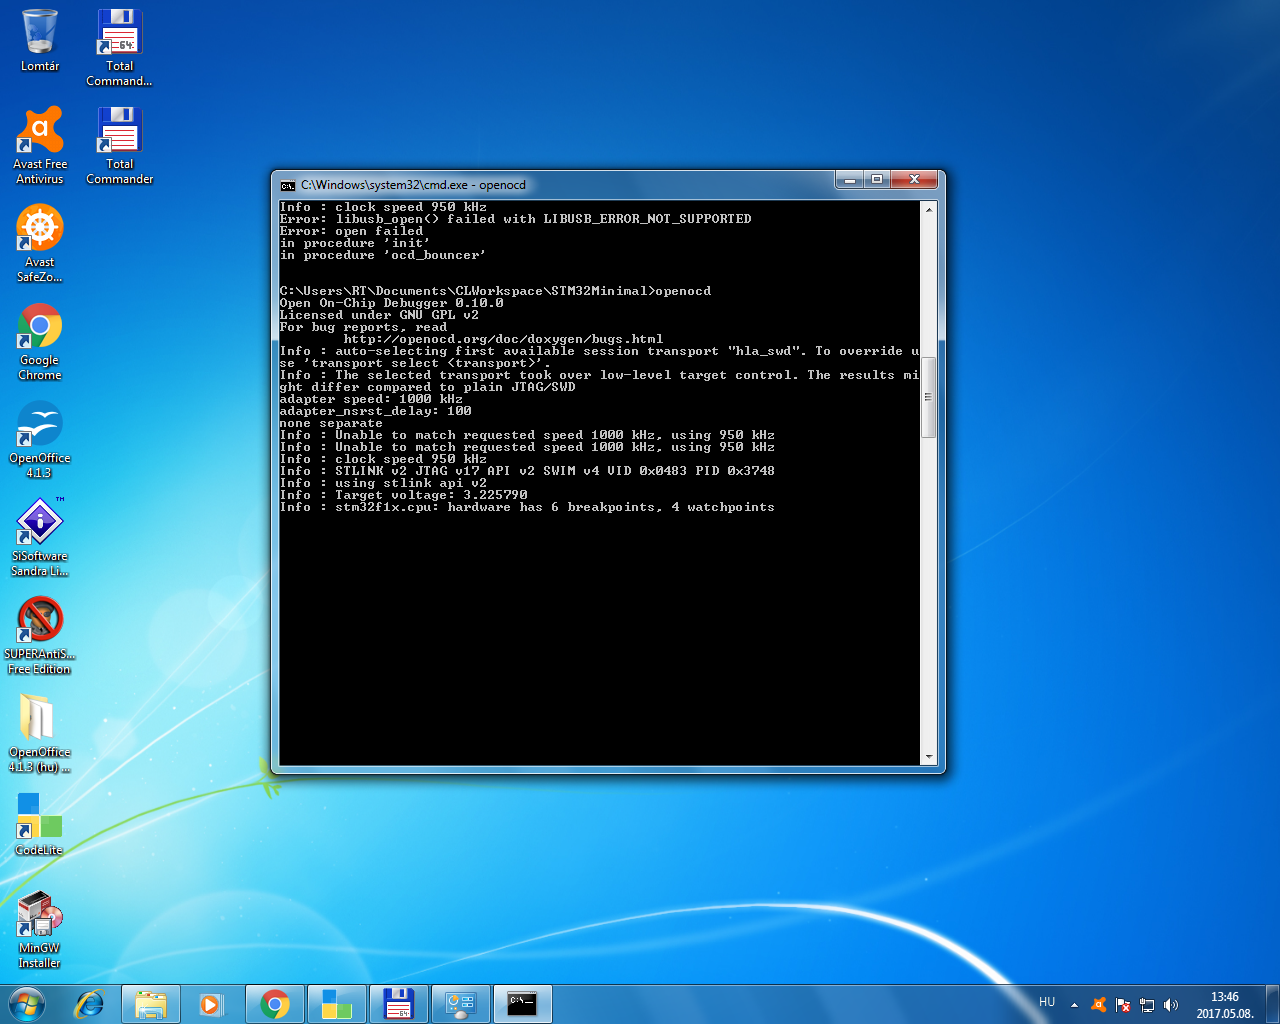 Lomtár
Total Command...
64
Avast Free Antivirus
Total Commander
Avast SafeZo...
Google Chrome
OpenOffice 4.1.3
TM
SiSoftware Sandra Li...
SUPERAntiS... Free Edition
OpenOffice 4.1.3 (hu) ...
CodeLite
MinGW Installer
C:\Windows\system32\cmd.exe - openocd
Info : clock speed 950 kHz
Error: libusb_open() failed with LIBUSB_ERROR_NOT_SUPPORTED
Error: open failed
in procedure 'init'
in procedure 'ocd_bouncer'
C:\Users\RT\Documents\CLWorkspace\STM32Minimal>openocd
Open On-Chip Debugger 0.10.0
Licensed under GNU GPL v2
For bug reports, read
http://openocd.org/doc/doxygen/bugs.html
Info : auto-selecting first available session transport "hla_swd". To override u
se 'transport select <transport>'.
Info : The selected transport took over low-level target control. The results mi
ght differ compared to plain JTAG/SWD
adapter speed: 1000 kHz
adapter_nsrst_delay: 100
none separate
Info : Unable to match requested speed 1000 kHz, using 950 kHz
Info : Unable to match requested speed 1000 kHz, using 950 kHz
Info : clock speed 950 kHz
Info : STLINK v2 JTAG v17 API v2 SWIM v4 VID 0x0483 PID 0x3748
Info : using stlink api v2
Info : Target voltage: 3.225790
Info : stm32f1x.cpu: hardware has 6 breakpoints, 4 watchpoints
64
C:\
HU
13:46
2017.05.08.